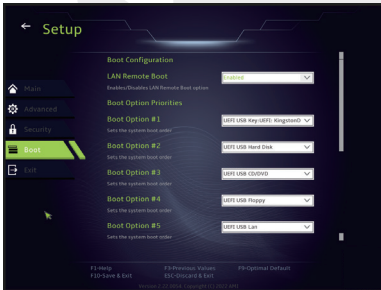 Setup
Boot Configuration
LAN Remote Boot
Enabled
Enables/Disables LAN Remote Boot option
Main
Boot Option Priorities
Advanced
Boot Option #1
UEFI USB Key:UEFI: KingstonD
Sets the system boot order
Security
Boot Option #2
UEFI USB Hard Disk
Boot
Sets the system boot order
Exit
Boot Option #3
UEFI USB CD/DVD
Sets the system boot order
Boot Option #4
UEFI USB Floppy
Sets the system boot order
Boot Option #5
UEFI USB Lan
Sets the system boot order
F1-Help F3-Previous Values F9-Optimal Default
F10-Save & Exit ESC-Discard & Exit